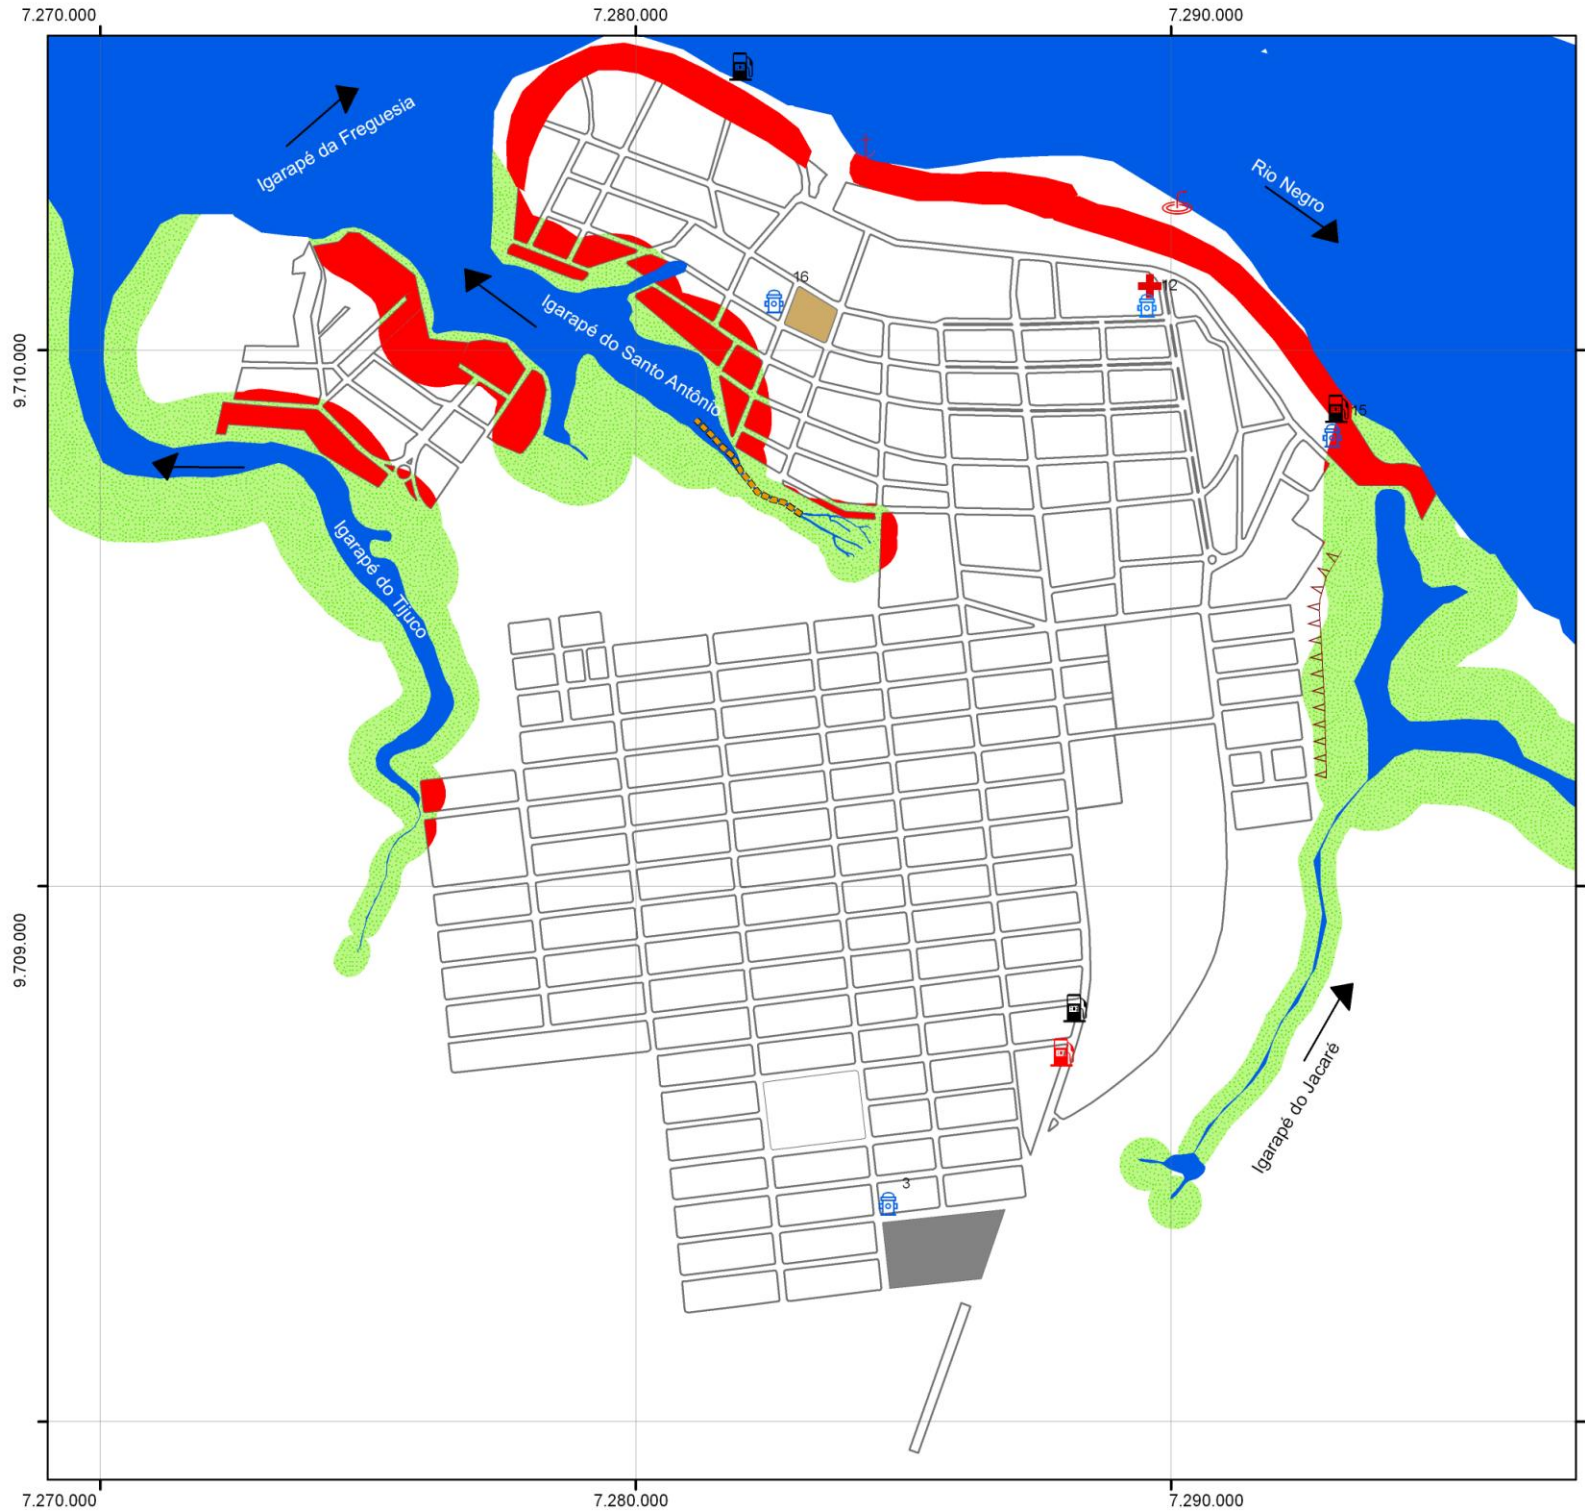 7.270.000
7.280.000
7.290.000
Igarapé da Freguesia
Rio Negro
16
12
Igarapé do Santo Antônio
9.710.000
15
Igarapé do Tijuco
9.709.000
Igarapé do Jacaré
3
7.270.000
7.280.000
7.290.000